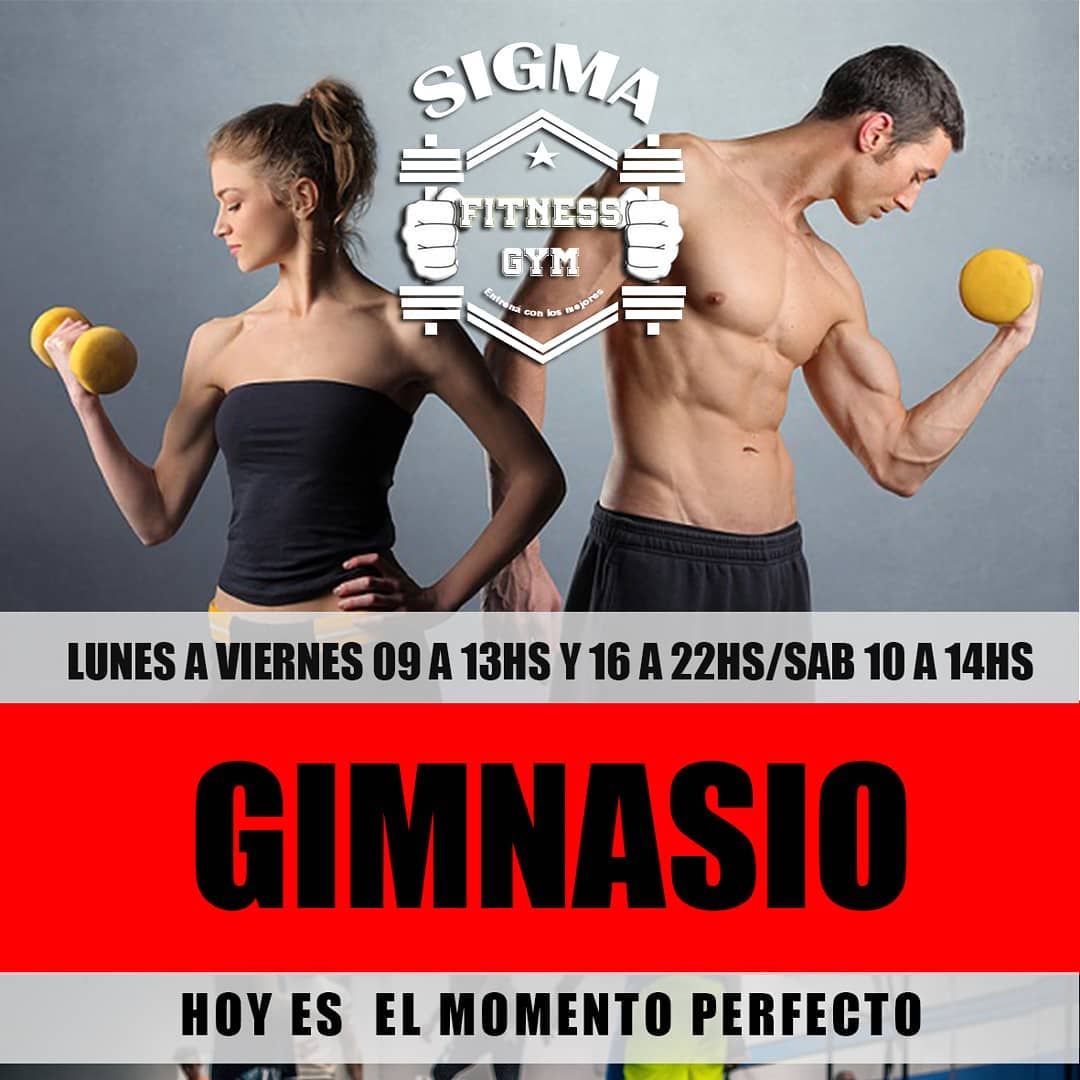 SIGMA
FITNESS
GYM
Entrená con los mejores
LUNES A VIERNES 09 A 13HS Y 16 A 22HS/SAB 10 A 14HS
GIMNASIO
HOY ES EL MOMENTO PERFECTO